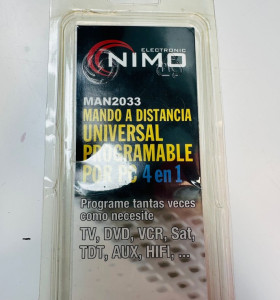 ELECTRONIC
NIMO
MAN2033
MANDO A DISTANCIA
UNIVERSAL
PROGRAMABLE
POR PC 4 en 1
Programe tantas veces
como necesite
TV, DVD, VCR, Sat,
TDT, AUX, HIFI, ...